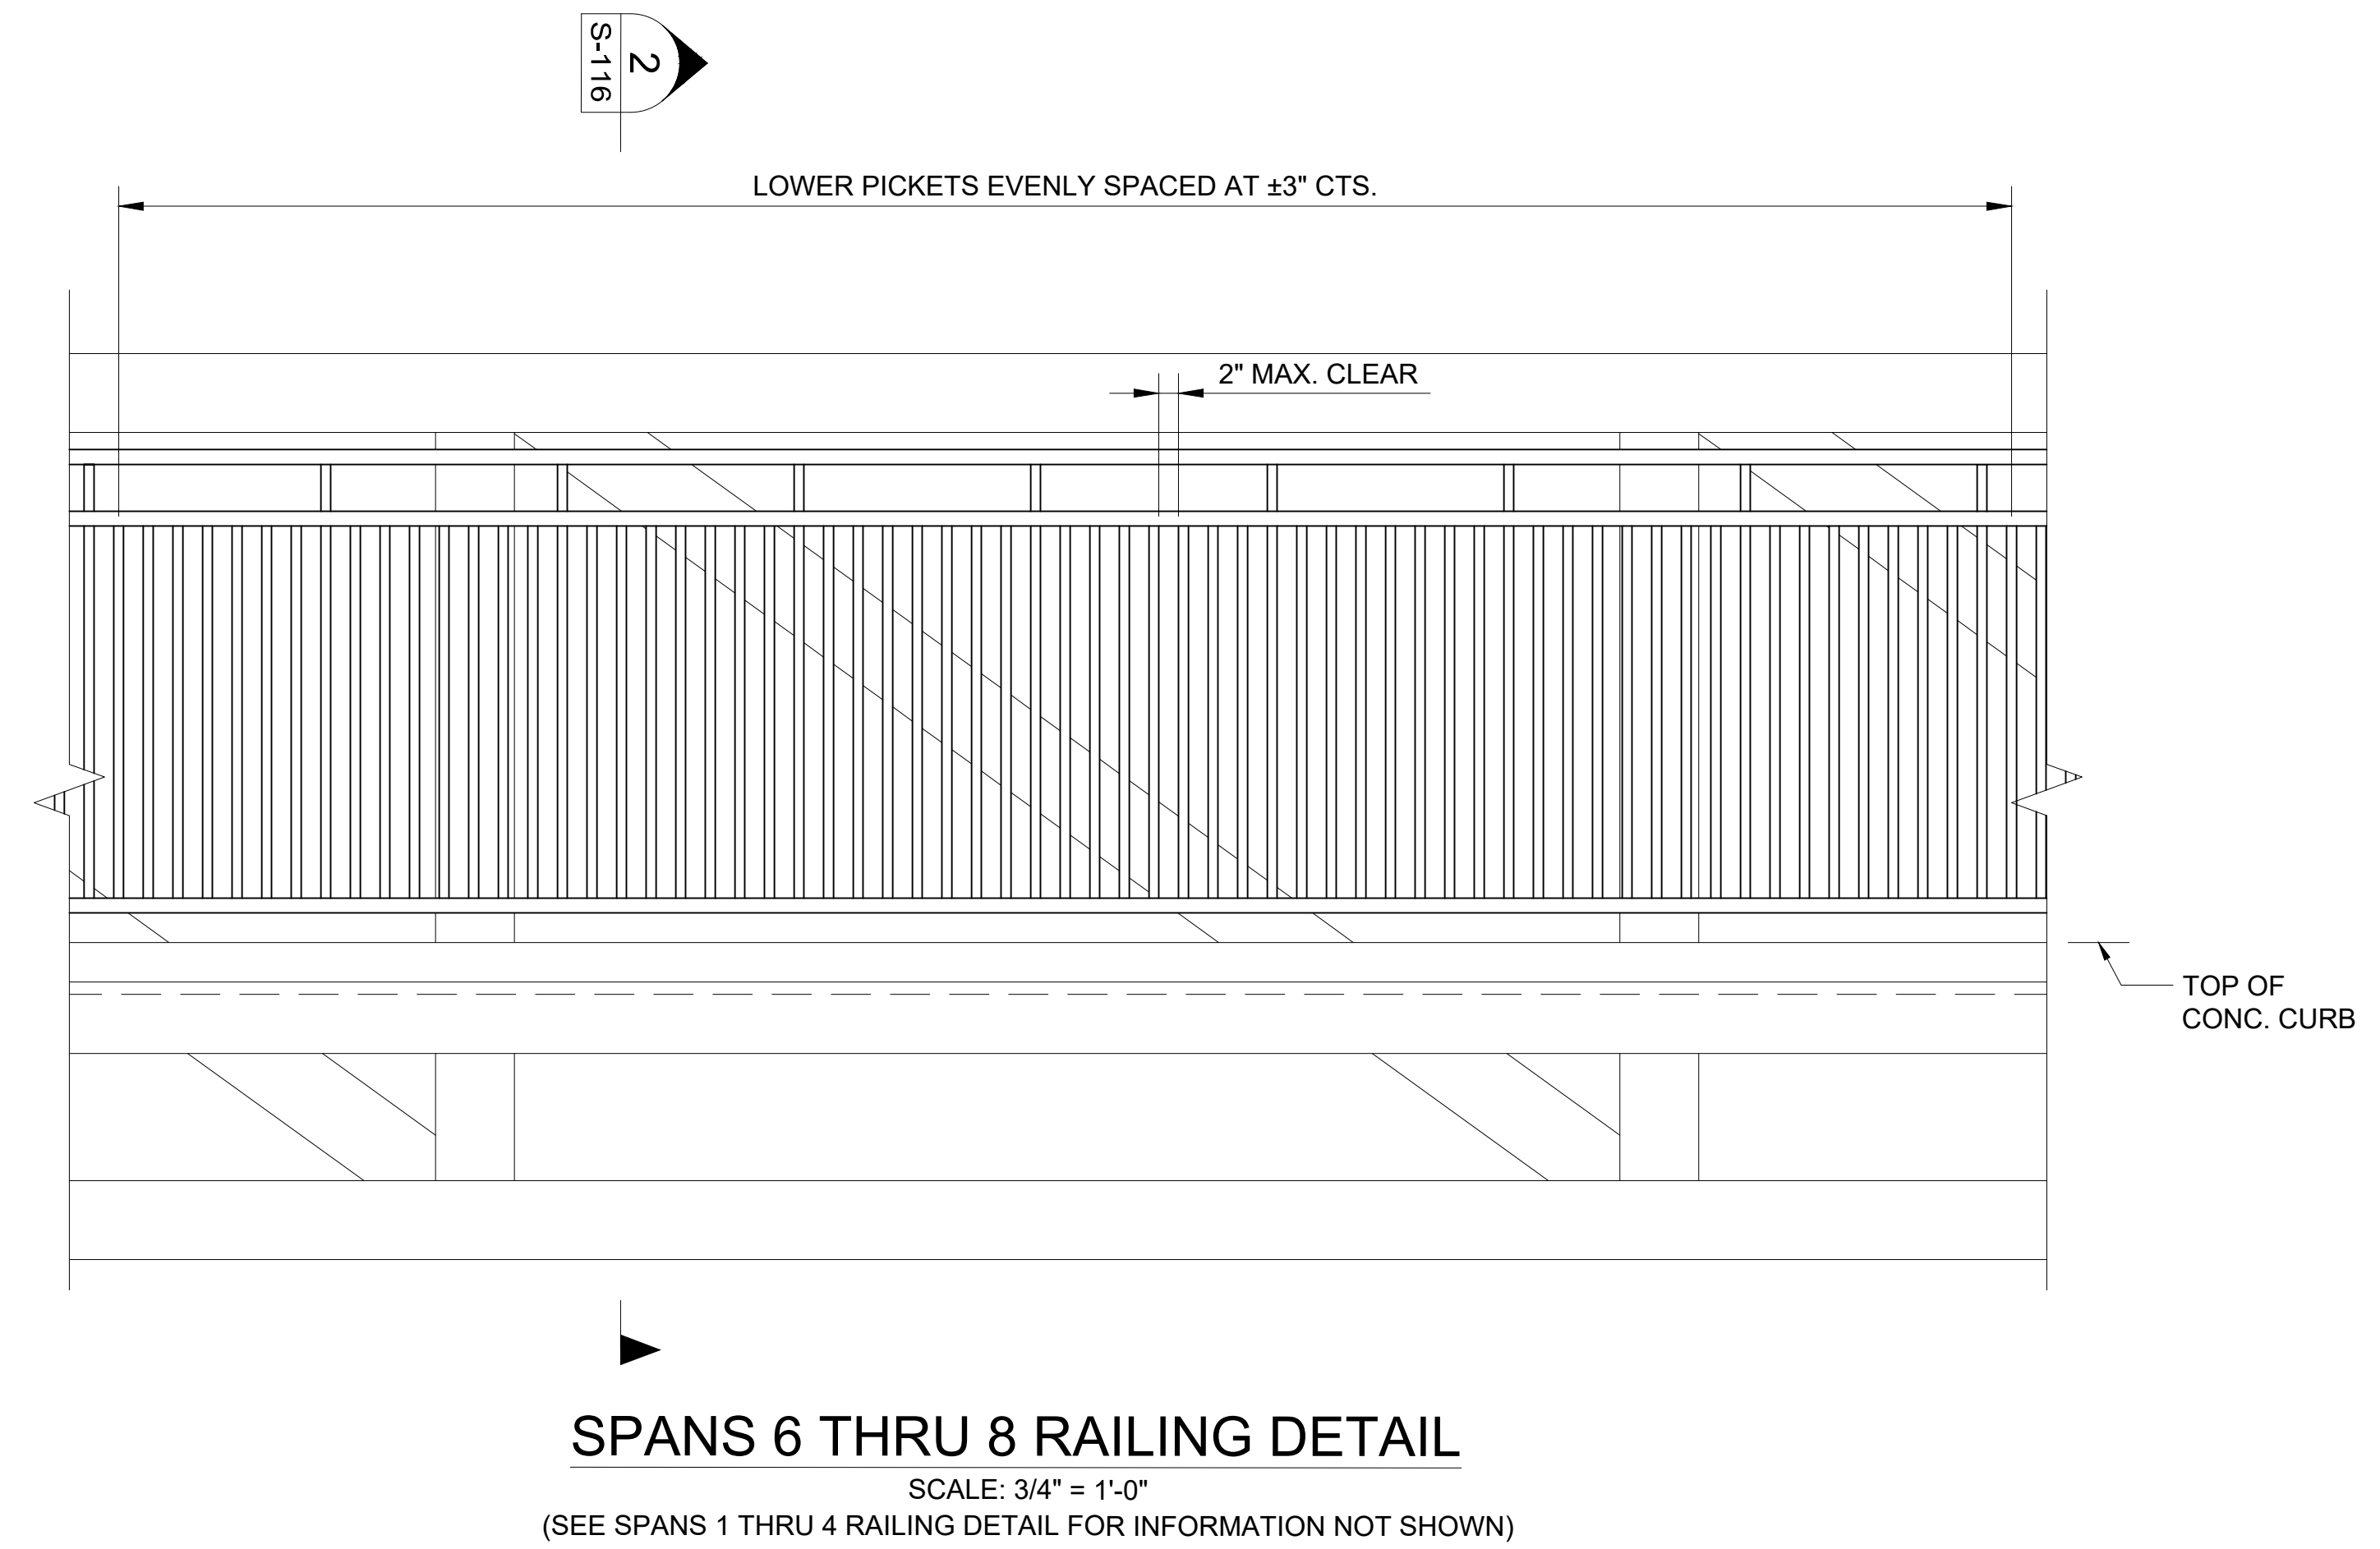 2
S-116
LOWER PICKETS EVENLY SPACED AT ±3" CTS.
2" MAX. CLEAR
TOP OF
CONC. CURB
SPANS 6 THRU 8 RAILING DETAIL
SCALE: 3/4" = 1'-0"
(SEE SPANS 1 THRU 4 RAILING DETAIL FOR INFORMATION NOT SHOWN)